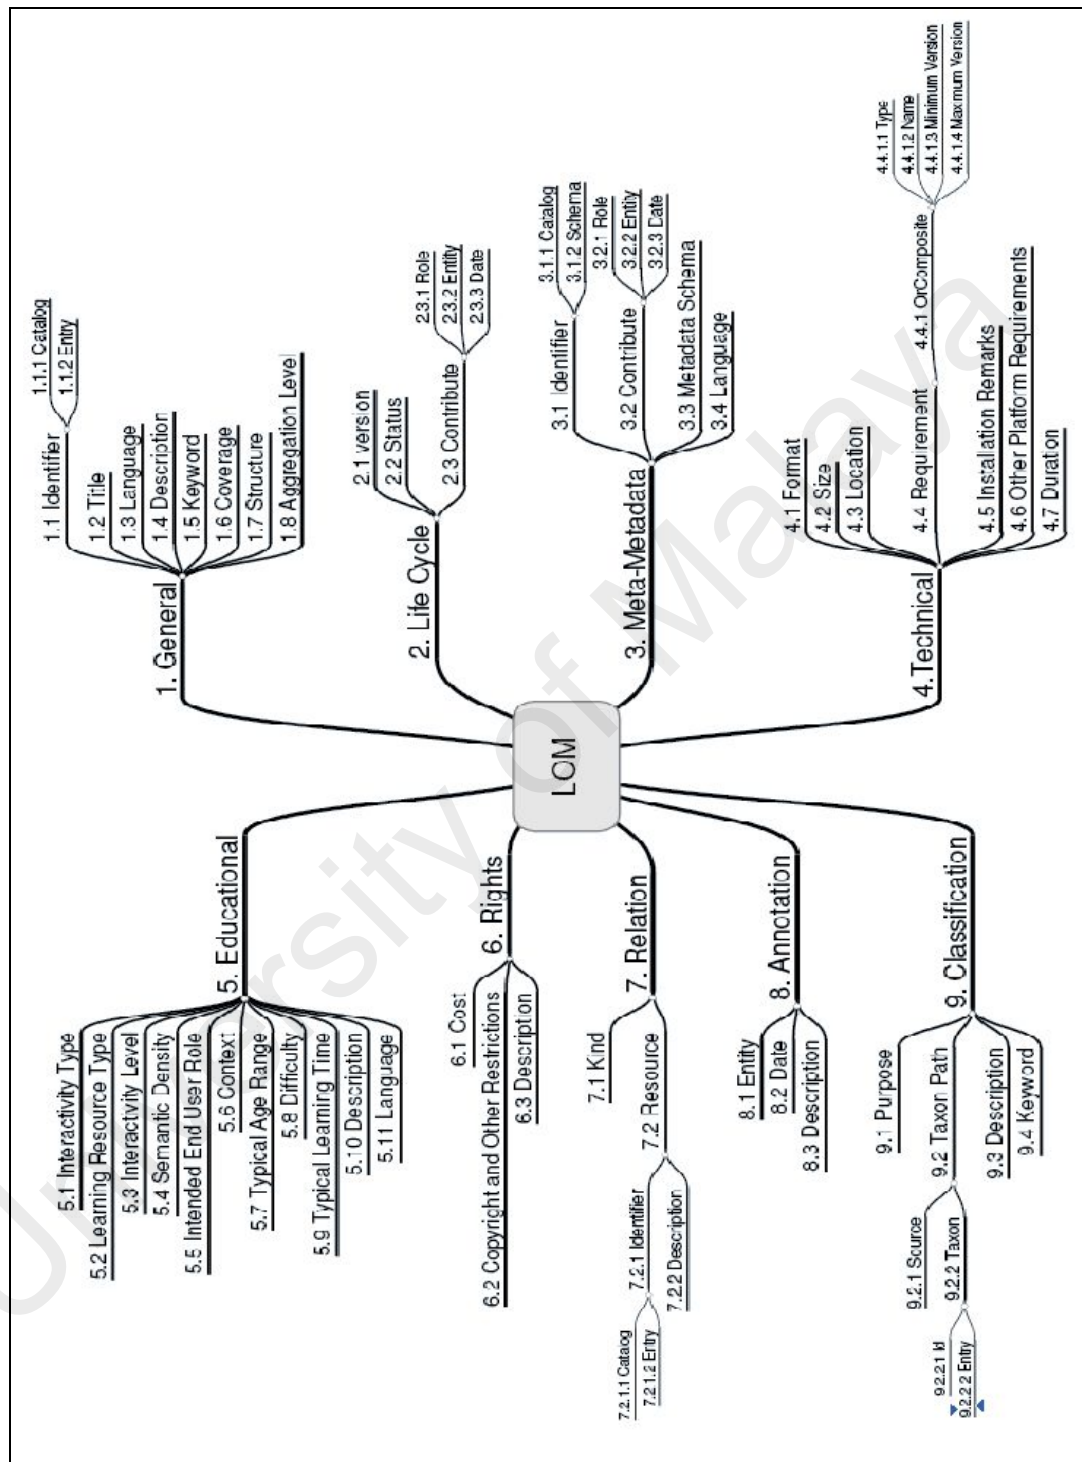 LOM
1. General
1.1 Identifier
1.1.1 Catalog
1.1.2 Entry
1.2 Title
1.3 Language
1.4 Description
1.5 Keyword
1.6 Coverage
1.7 Structure
1.8 Aggregation Level
2. Life Cycle
2.1 version
2.2 Status
2.3 Contribute
2.3.1 Role
2.3.2 Entity
2.3.3 Date
3. Meta-Metadata
3.1 Identifier
3.1.1 Catalog
3.1.2 Schema
3.2 Contribute
3.2.1 Role
3.2.2 Entity
3.2.3 Date
3.3 Metadata Schema
3.4 Language
4. Technical
4.1 Format
4.2 Size
4.3 Location
4.4 Requirement
4.4.1 OrComposite
4.4.1.1 Type
4.4.1.2 Name
4.4.1.3 Minimum Version
4.4.1.4 Maximum Version
4.5 Installation Remarks
4.6 Other Platform Requirements
4.7 Duration
5. Educational
5.1 Interactivity Type
5.2 Learning Resource Type
5.3 Interactivity Level
5.4 Semantic Density
5.5 Intended End User Role
5.6 Context
5.7 Typical Age Range
5.8 Difficulty
5.9 Typical Learning Time
5.10 Description
5.11 Language
6. Rights
6.1 Cost
6.2 Copyright and Other Restrictions
6.3 Description
7. Relation
7.1 Kind
7.2 Resource
7.2.1 Identifier
7.2.1.1 Cataog
7.2.1.2 Entry
7.2.2 Description
8. Annotation
8.1 Entity
8.2 Date
8.3 Description
9. Classification
9.1 Purpose
9.2 Taxon Path
9.2.1 Source
9.2.2 Taxon
9.2.2.1 Id
9.2.2.2 Entry
9.3 Description
9.4 Keyword
University of Malaya